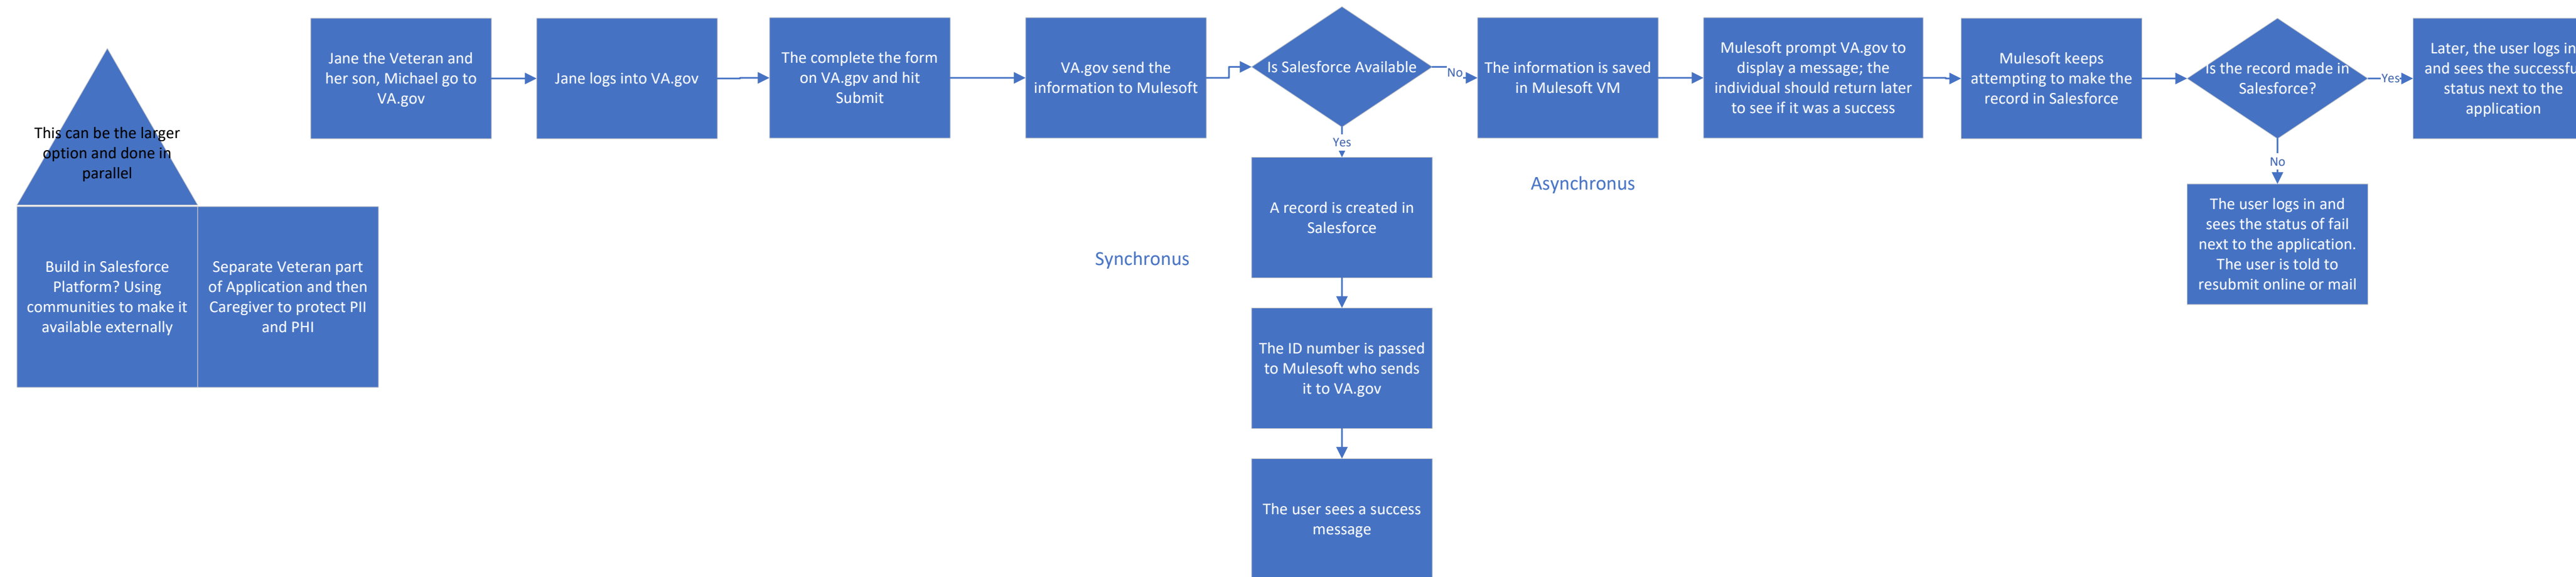 This can be the larger
option and done in
parallel
Build in Salesforce
Platform? Using
communities to make it
available externally
Separate Veteran part
of Application and then
Caregiver to protect PII
and PHI
Jane the Veteran and
her son, Michael go to
VA.gov
Jane logs into VA.gov
The complete the form
on VA.gpv and hit
Submit
VA.gov send the
information to Mulesoft
Is Salesforce Available
No
Yes
The information is saved
in Mulesoft VM
Mulesoft prompt VA.gov to
display a message; the
individual should return later
to see if it was a success
Mulesoft keeps
attempting to make the
record in Salesforce
Is the record made in
Salesforce?
Yes
No
Later, the user logs in
and sees the successfu
status next to the
application
The user logs in and
sees the status of fail
next to the application.
The user is told to
resubmit online or mail
Asynchronus
Synchronus
A record is created in
Salesforce
The ID number is passed
to Mulesoft who sends
it to VA.gov
The user sees a success
message